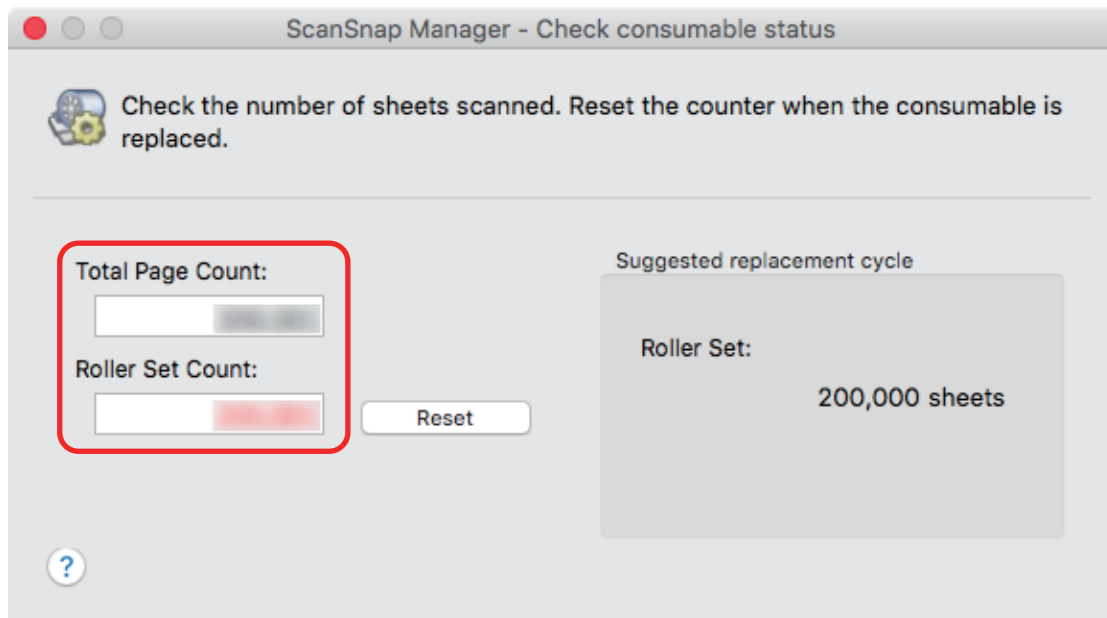 ScanSnap Manager - Check consumable status
Check the number of sheets scanned. Reset the counter when the consumable is
replaced.
Total Page Count:
Roller Set Count:
Reset
Suggested replacement cycle
Roller Set:
200,000 sheets
?